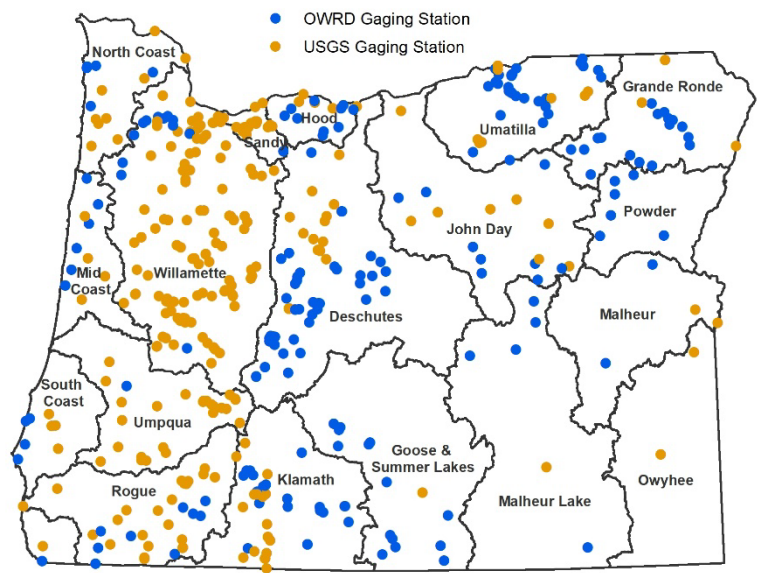 OWRD Gaging Station
USGS Gaging Station
North Coast
Hood
Sandy
Umatilla
Grande Ronde
Powder
John Day
Mid
Coast
Willamette
Deschutes
Malheur
South
Coast
Umpqua
Goose &
Summer Lakes
Klamath
Rogue
Malheur Lake
Owyhee